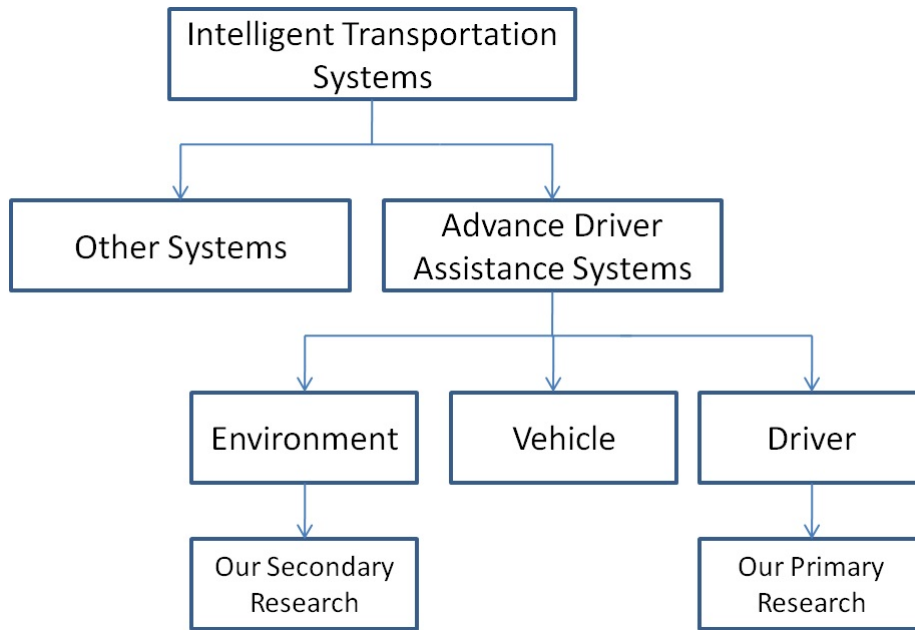 Intelligent Transportation
Systems
Other Systems
Advance Driver
Assistance Systems
Environment
Vehicle
Driver
Our Secondary
Research
Our Primary
Research